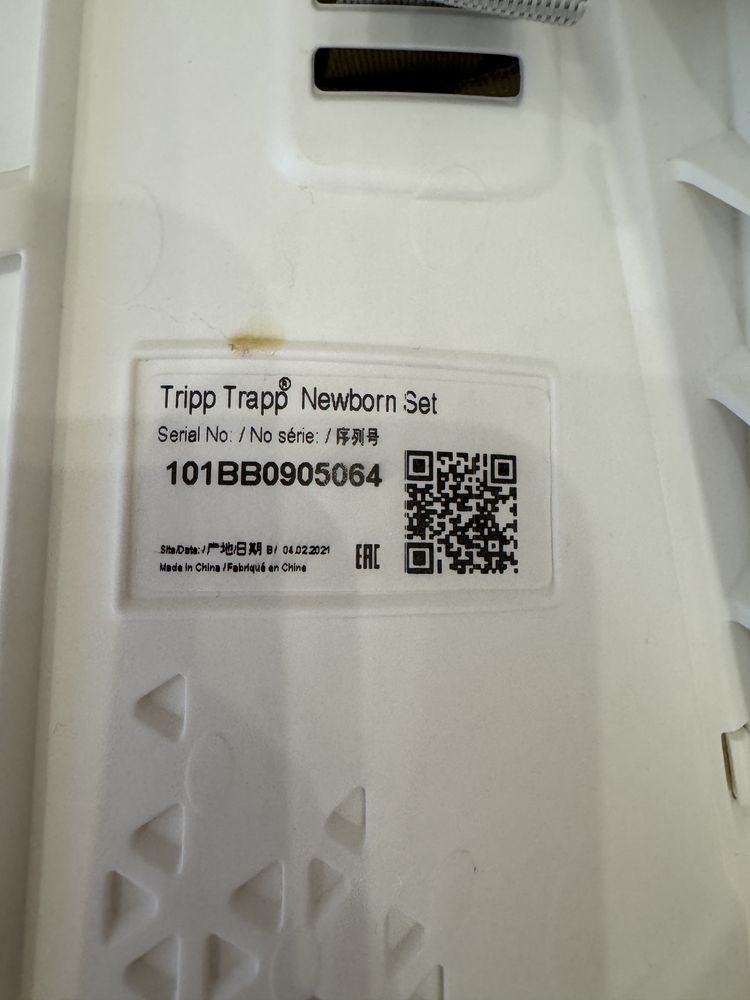 Tripp Trapp® Newborn Set
Serial No: / No série: / 序列号
101BB0905064
Site/Date: / 产地/日期 B/ 04.02.2021
Made in China / Fabriqué en Chine
EAC